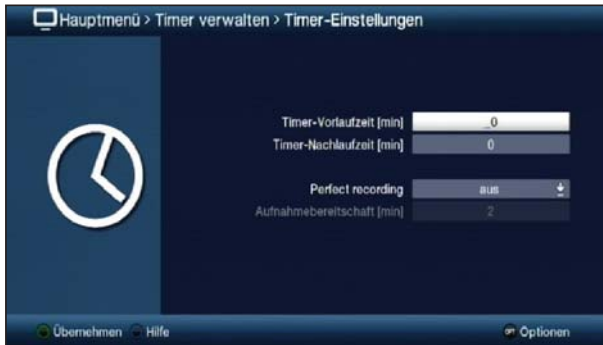 Hauptmenü > Timer verwalten > Timer-Einstellungen
Timer-Vorlaufzeit [min] _0
Timer-Nachlaufzeit [min] 0
Perfect recording aus
Aufnahmebereitschaft [min] 2
Übernehmen Hilfe OPT Optionen